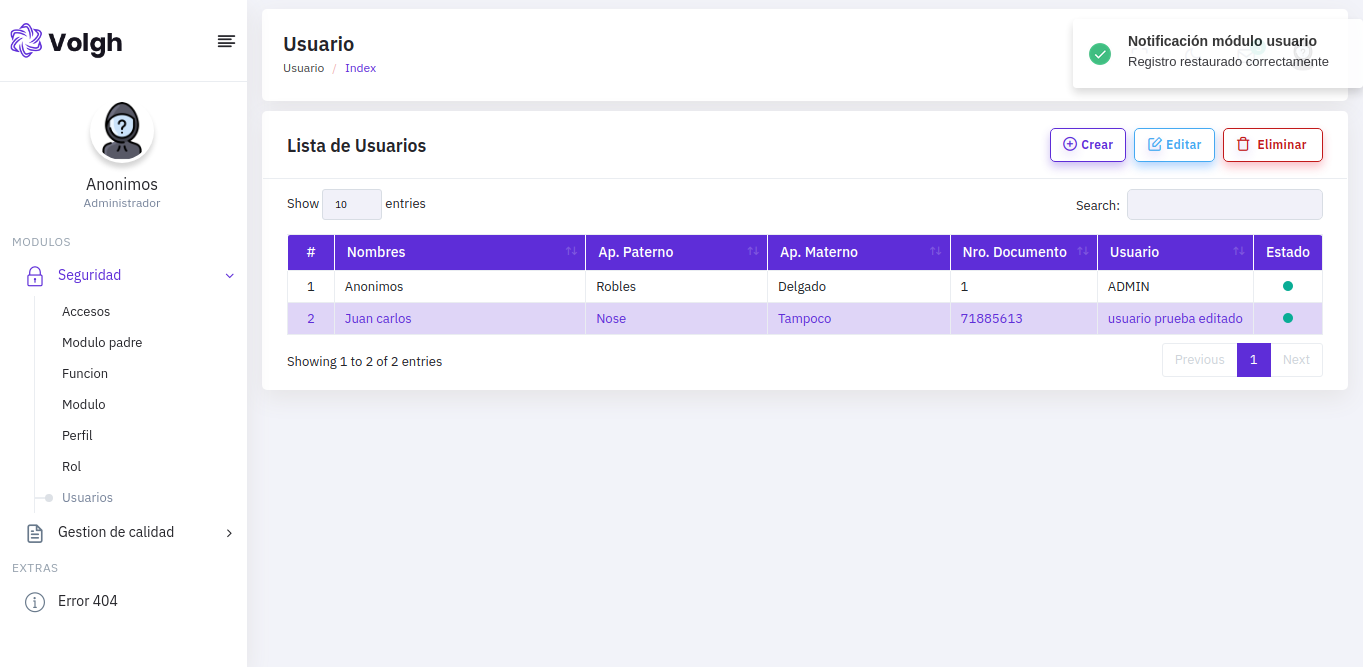 Volgh
Anonimos
Administrador
MODULOS
Seguridad
Accesos
Modulo padre
Funcion
Modulo
Perfil
Rol
Usuarios
Gestion de calidad
EXTRAS
Error 404
Usuario
Usuario / Index
Notificación módulo usuario
Registro restaurado correctamente
Lista de Usuarios
Crear Editar Eliminar
Show 10 entries Search:
# Nombres Ap. Paterno Ap. Materno Nro. Documento Usuario Estado
1 Anonimos Robles Delgado 1 ADMIN
2 Juan carlos Nose Tampoco 71885613 usuario prueba editado
Showing 1 to 2 of 2 entries Previous 1 Next